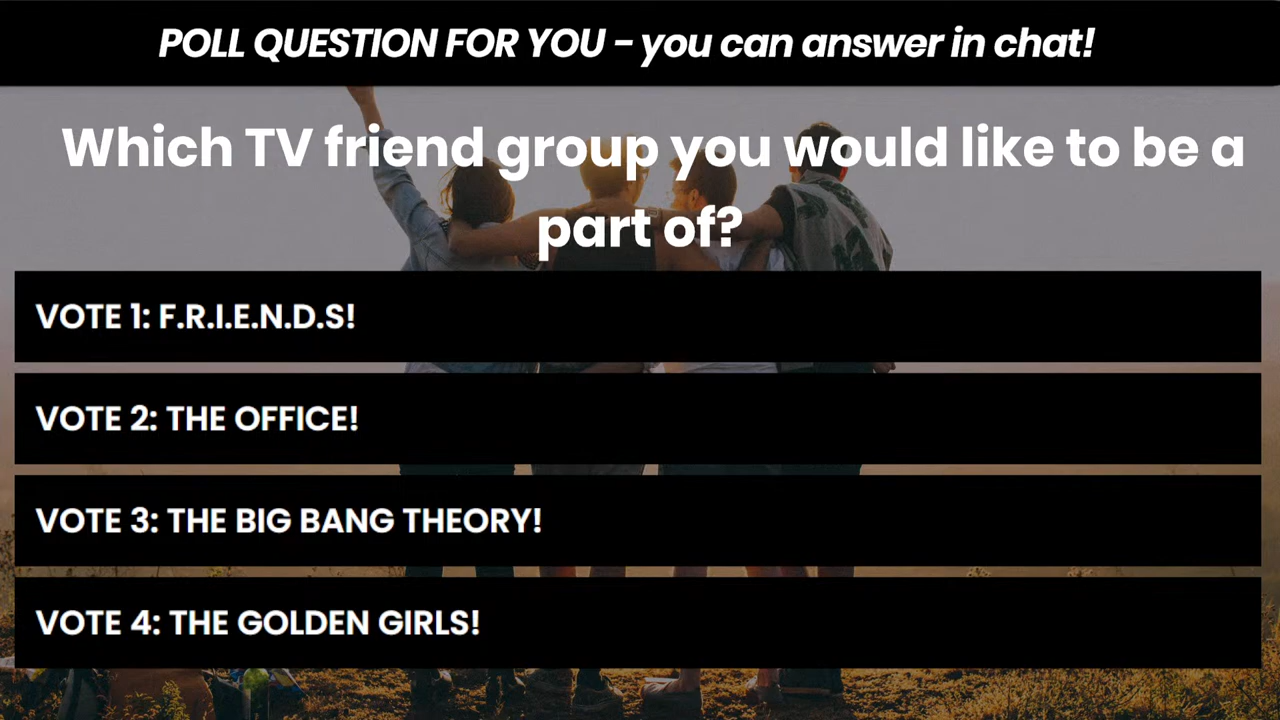 POLL QUESTION FOR YOU - you can answer in chat!
Which TV friend group you would like to be a
part of?
VOTE 1: F.R.I.E.N.D.S!
VOTE 2: THE OFFICE!
VOTE 3: THE BIG BANG THEORY!
VOTE 4: THE GOLDEN GIRLS!